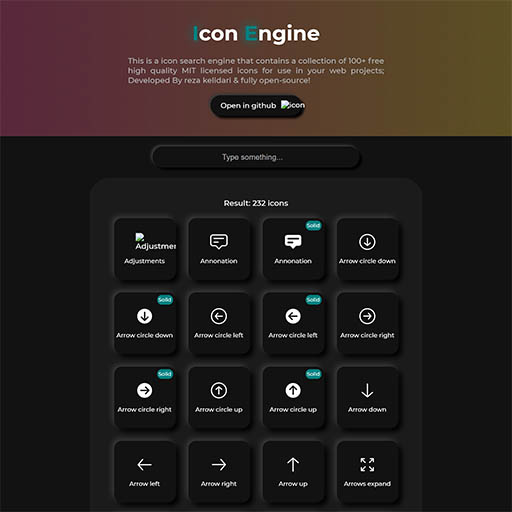 Icon Engine
This is a icon search engine that contains a collection of 100+ free
high quality MIT licensed icons for use in your web projects;
Developed By reza kelidari & fully open-source!
Open in github icon
Type something...
Result: 232 icons
Adjustmen
Adjustments
Annonation
Solid
Annonation
Arrow circle down
Solid
Arrow circle down
Arrow circle left
Solid
Arrow circle left
Arrow circle right
Solid
Arrow circle right
Arrow circle up
Solid
Arrow circle up
Arrow down
Arrow left
Arrow right
Arrow up
Arrows expand